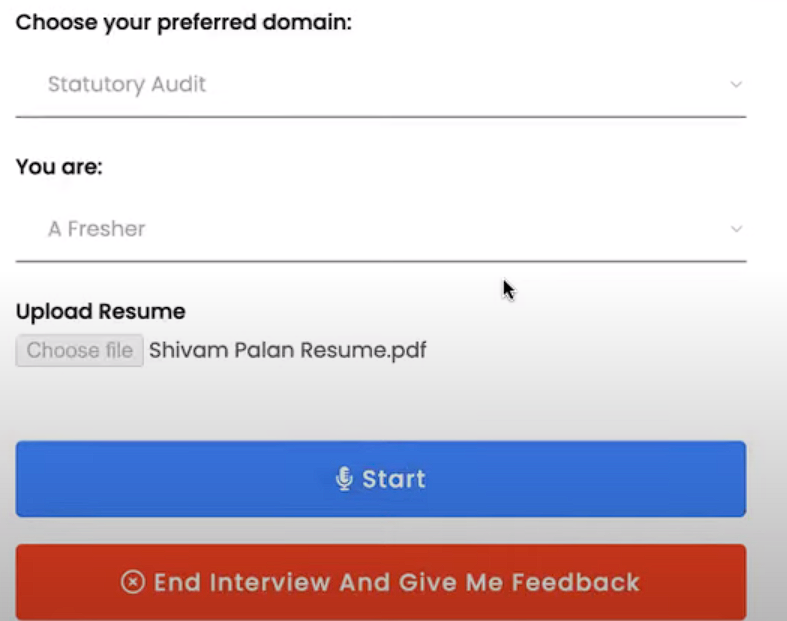 Choose your preferred domain:
Statutory Audit
You are:
A Fresher
Upload Resume
Choose file Shivam Palan Resume.pdf
Start
End Interview And Give Me Feedback